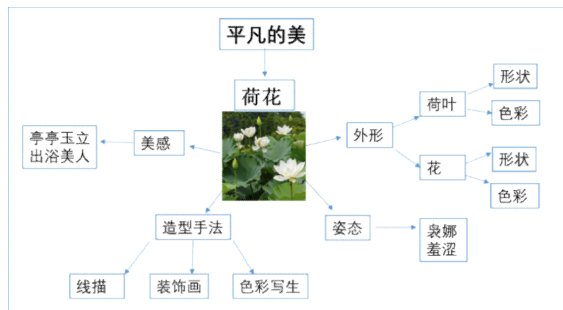 平凡的美
荷花
形状
荷叶
色彩
外形
亭亭玉立
出浴美人
美感
形状
花
色彩
造型手法
姿态
袅娜
羞涩
线描
装饰画
色彩写生